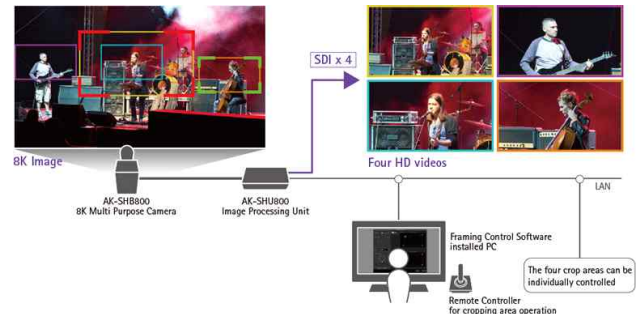 SDI x 4
8K Image
Four HD videos
LAN
AK-SHB800
8K Multi Purpose Camera
AK-SHU800
Image Processing Unit
Framing Control Software
installed PC
The four crop areas can be
individually controlled
Remote Controller
for cropping area operation